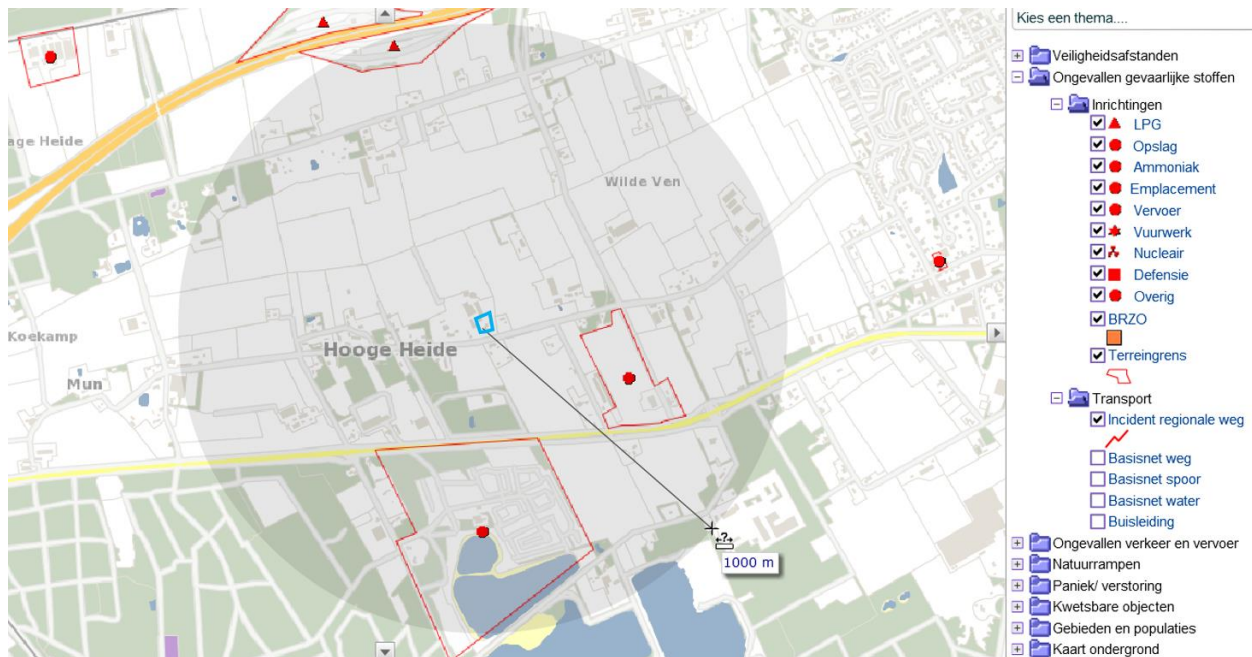 Kies een thema....
Veiligheidsafstanden
Ongevallen gevaarlijke stoffen
Inrichtingen
LPG
Opslag
Ammoniak
Emplacement
Vervoer
Vuurwerk
Nucleair
Defensie
Overig
BRZO
Terreingrens
Transport
Incident regionale weg
Basisnet weg
Basisnet spoor
Basisnet water
Buisleiding
Ongevallen verkeer en vervoer
Natuurrampen
Paniek/ verstoring
Kwetsbare objecten
Gebieden en populaties
Kaart ondergrond
age Heide
Wilde Ven
Koekamp
Hooge Heide
Mun
?
1000 m